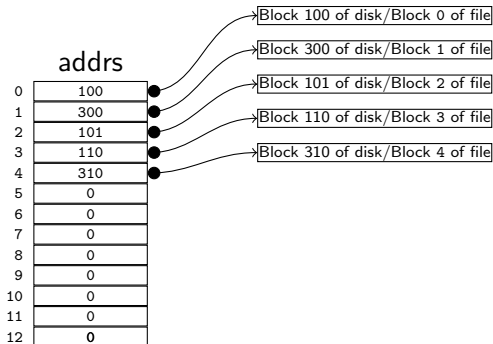 addrs
0 100 Block 100 of disk/Block 0 of file
1 300 Block 300 of disk/Block 1 of file
2 101 Block 101 of disk/Block 2 of file
3 110 Block 110 of disk/Block 3 of file
4 310 Block 310 of disk/Block 4 of file
5 0
6 0
7 0
8 0
9 0
10 0
11 0
12 0